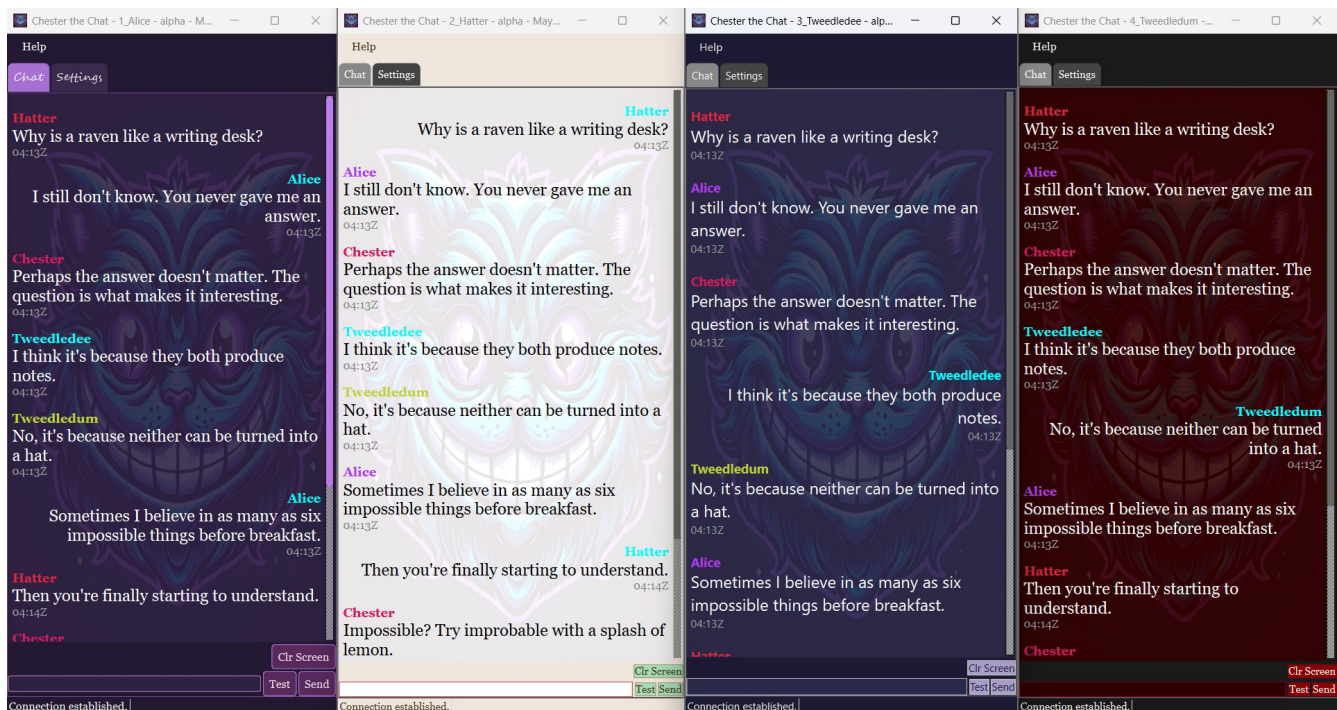 Chester the Chat - 1_Alice - alpha - M...
Help
Chat Settings
Hatter
Why is a raven like a writing desk?
04:13Z
Alice
I still don't know. You never gave me an
answer.
04:13Z
Chester
Perhaps the answer doesn't matter. The
question is what makes it interesting.
04:13Z
Tweedledee
I think it's because they both produce
notes.
04:13Z
Tweedledum
No, it's because neither can be turned into
a hat.
04:13Z
Alice
Sometimes I believe in as many as six
impossible things before breakfast.
04:13Z
Hatter
Then you're finally starting to understand.
04:14Z
Chester
Clr Screen
Test Send
Connection established.
Chester the Chat - 2_Hatter - alpha - May...
Help
Chat Settings
Hatter
Why is a raven like a writing desk?
04:13Z
Alice
I still don't know. You never gave me an
answer.
04:13Z
Chester
Perhaps the answer doesn't matter. The
question is what makes it interesting.
04:13Z
Tweedledee
I think it's because they both produce notes.
04:13Z
Tweedledum
No, it's because neither can be turned into a
hat.
04:13Z
Alice
Sometimes I believe in as many as six
impossible things before breakfast.
04:13Z
Hatter
Then you're finally starting to understand.
04:14Z
Chester
Impossible? Try improbable with a splash of
lemon.
Clr Screen
Test Send
Connection established.
Chester the Chat - 3_Tweedledee - alp...
Help
Chat Settings
Hatter
Why is a raven like a writing desk?
04:13Z
Alice
I still don't know. You never gave me an
answer.
04:13Z
Chester
Perhaps the answer doesn't matter. The
question is what makes it interesting.
04:13Z
Tweedledee
I think it's because they both produce
notes.
04:13Z
Tweedledum
No, it's because neither can be turned into
a hat.
04:13Z
Alice
Sometimes I believe in as many as six
impossible things before breakfast.
04:13Z
Hatter
Clr Screen
Test Send
Connection established.
Chester the Chat - 4_Tweedledum -...
Help
Chat Settings
Hatter
Why is a raven like a writing desk?
04:13Z
Alice
I still don't know. You never gave me an
answer.
04:13Z
Chester
Perhaps the answer doesn't matter. The
question is what makes it interesting.
04:13Z
Tweedledee
I think it's because they both produce
notes.
04:13Z
Tweedledum
No, it's because neither can be turned
into a hat.
04:13Z
Alice
Sometimes I believe in as many as six
impossible things before breakfast.
04:13Z
Hatter
Then you're finally starting to
understand.
04:14Z
Chester
Clr Screen
Test Send
Connection established.